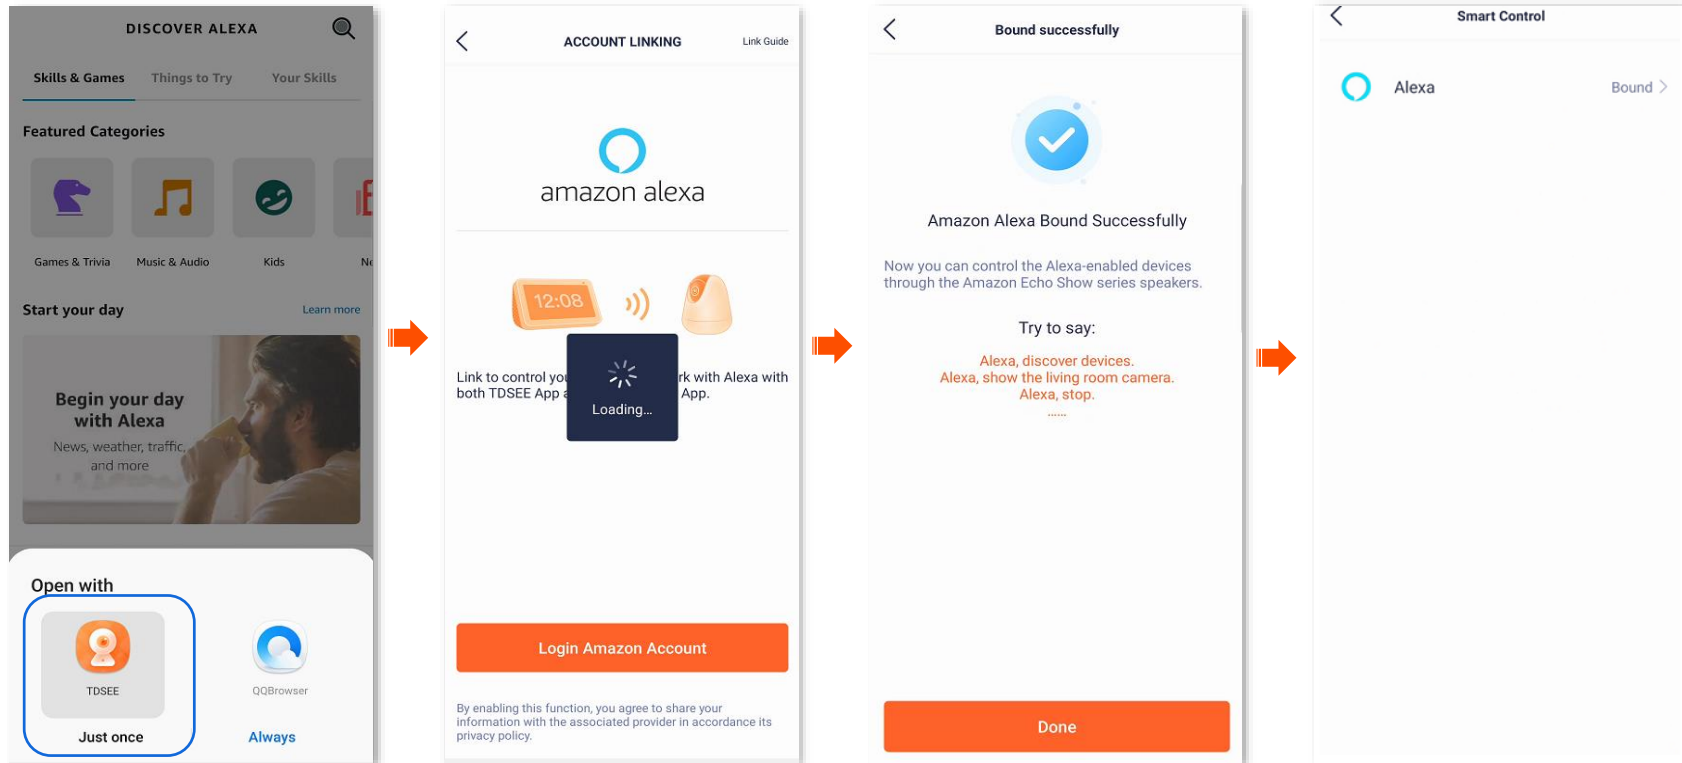 DISCOVER ALEXA
Skills & Games
Things to Try
Your Skills
Featured Categories
Games & Trivia
Music & Audio
Kids
Start your day
Learn more
Begin your day
with Alexa
News, weather, traffic,
and more
Open with
TDSEE
QQBrowser
Just once
Always
ACCOUNT LINKING
Link Guide
amazon alexa
12:08
Link to control you rk with Alexa with
both TDSEE App a App.
Loading...
Login Amazon Account
By enabling this function, you agree to share your
information with the associated provider in accordance its
privacy policy.
Bound successfully
Amazon Alexa Bound Successfully
Now you can control the Alexa-enabled devices
through the Amazon Echo Show series speakers.
Try to say:
Alexa, discover devices.
Alexa, show the living room camera.
Alexa, stop.
......
Done
Smart Control
Alexa
Bound